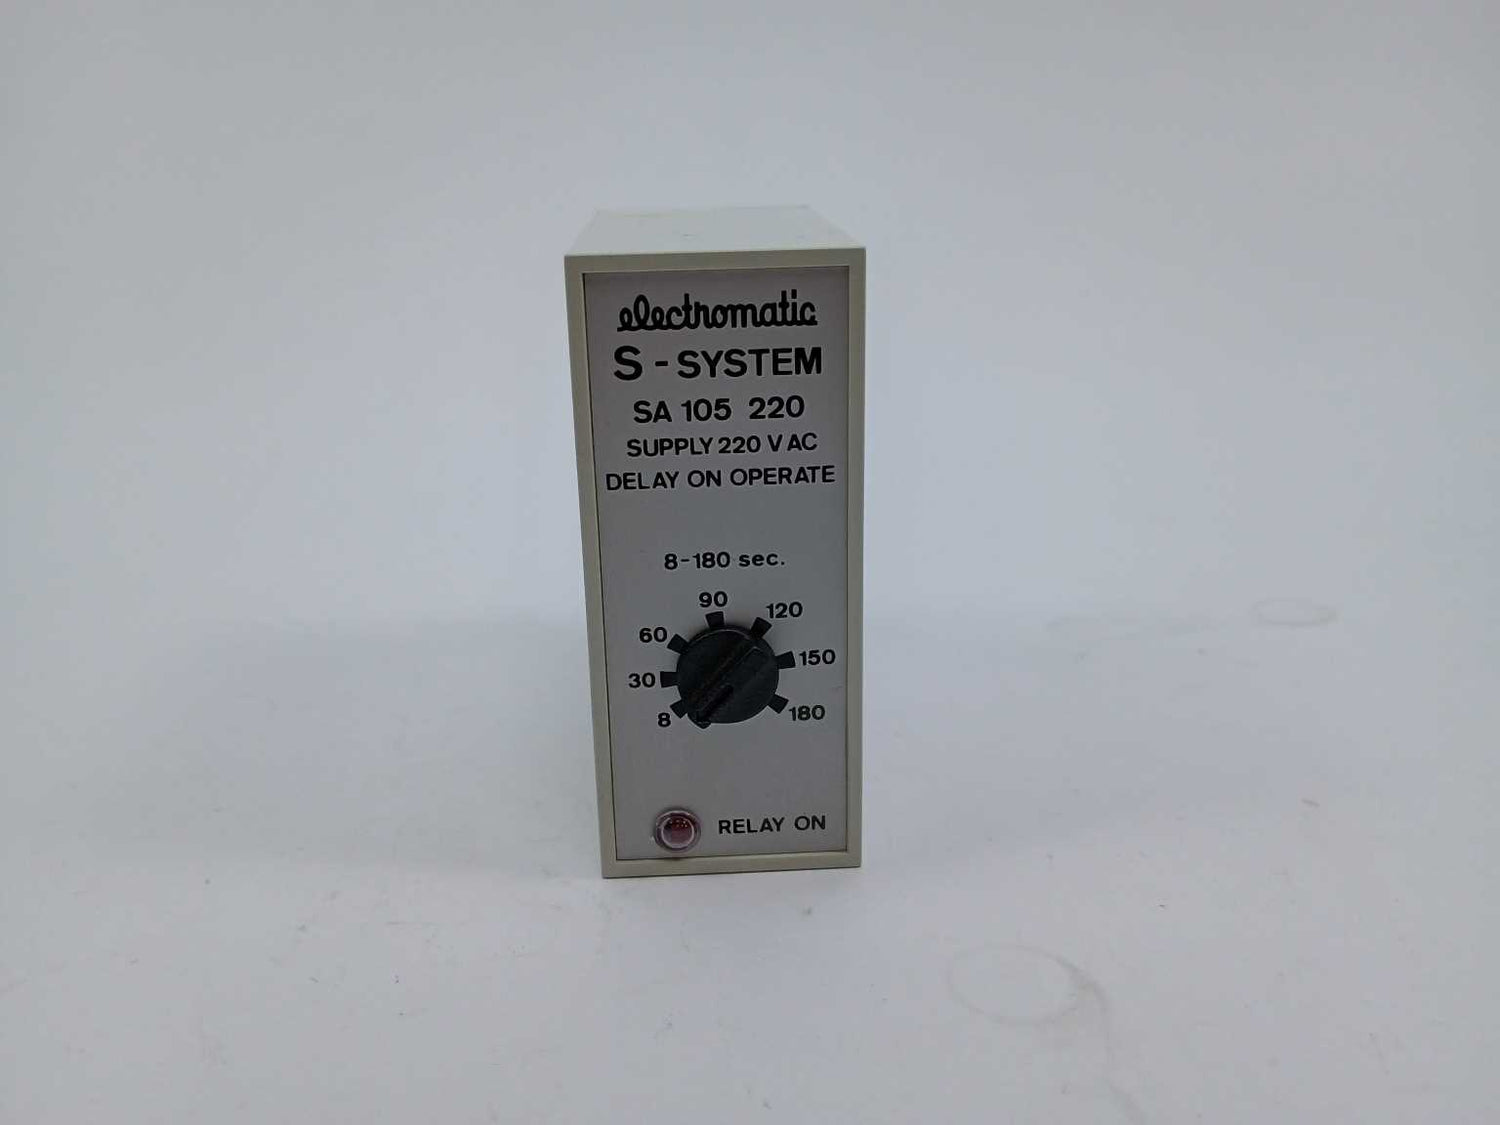 electromatic
S - SYSTEM
SA 105 220
SUPPLY 220 V AC
DELAY ON OPERATE
8-180 sec.
90
120
60
150
30
180
8
RELAY ON